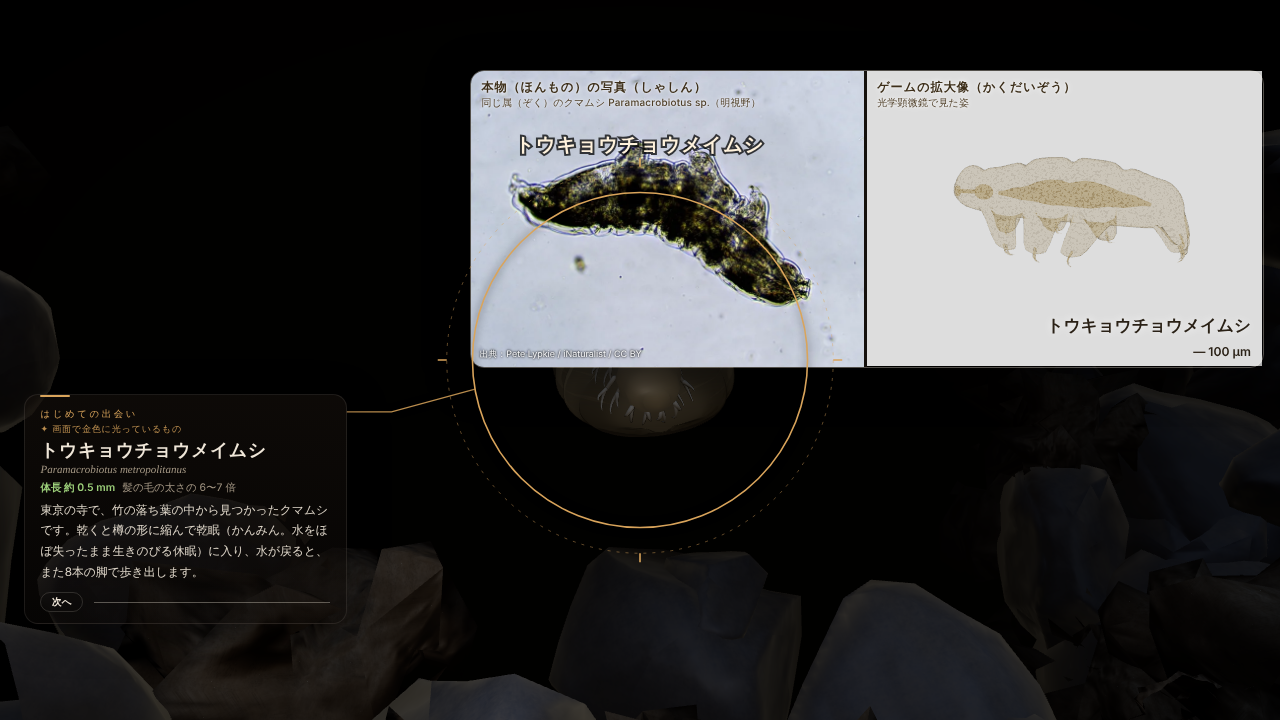 本物（ほんもの）の写真（しゃしん）
同じ属（ぞく）のクマムシ Paramacrobiotus sp.（明視野）
トウキョウチョウメイムシ
出典：Pete Lypkie / iNaturalist / CC BY
ゲームの拡大像（かくだいぞう）
光学顕微鏡で見た姿
トウキョウチョウメイムシ
— 100 µm
はじめての出会い
✦ 画面で金色に光っているもの
トウキョウチョウメイムシ
Paramacrobiotus metropolitanus
体長 約 0.5 mm 髪の毛の太さの 6〜7 倍
東京の寺で、竹の落ち葉の中から見つかったクマムシ
です。乾くと樽の形に縮んで乾眠（かんみん。水をほ
ぼ失ったまま生きのびる休眠）に入り、水が戻ると、
また8本の脚で歩き出します。
次へ